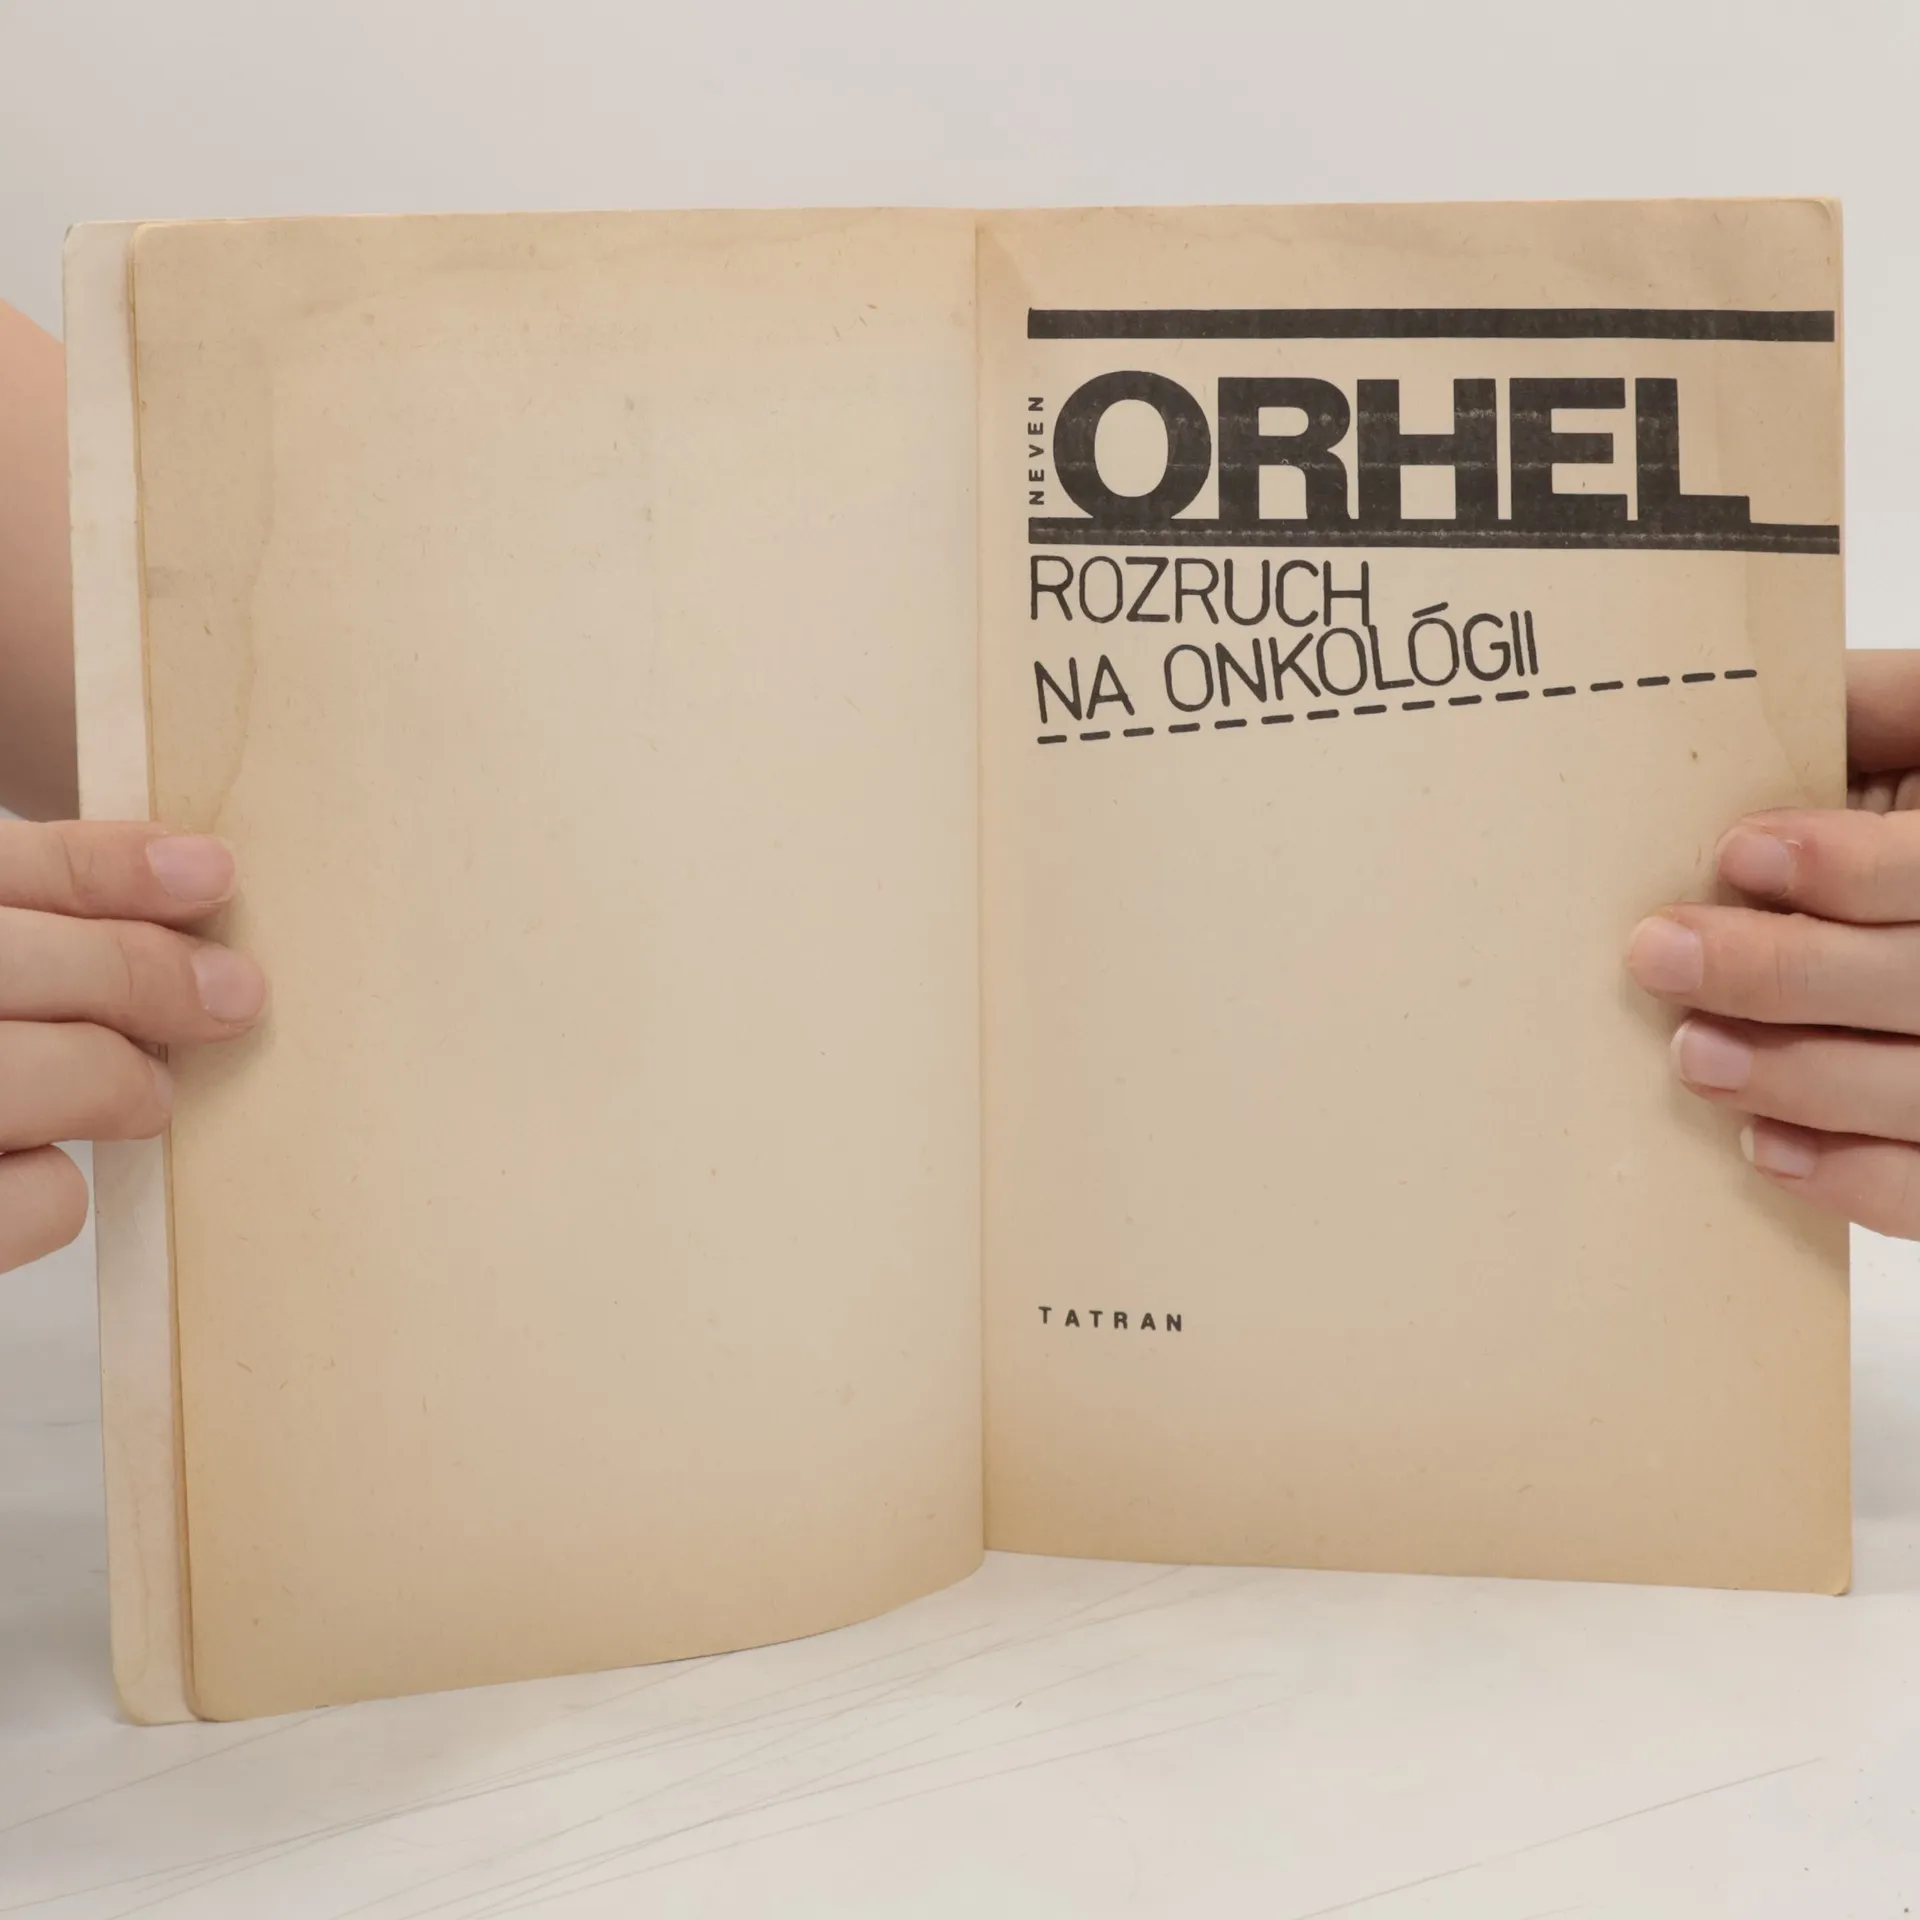 NEVEN
ORHEL
ROZRUCH
NA ONKOLÓGII
TATRAN